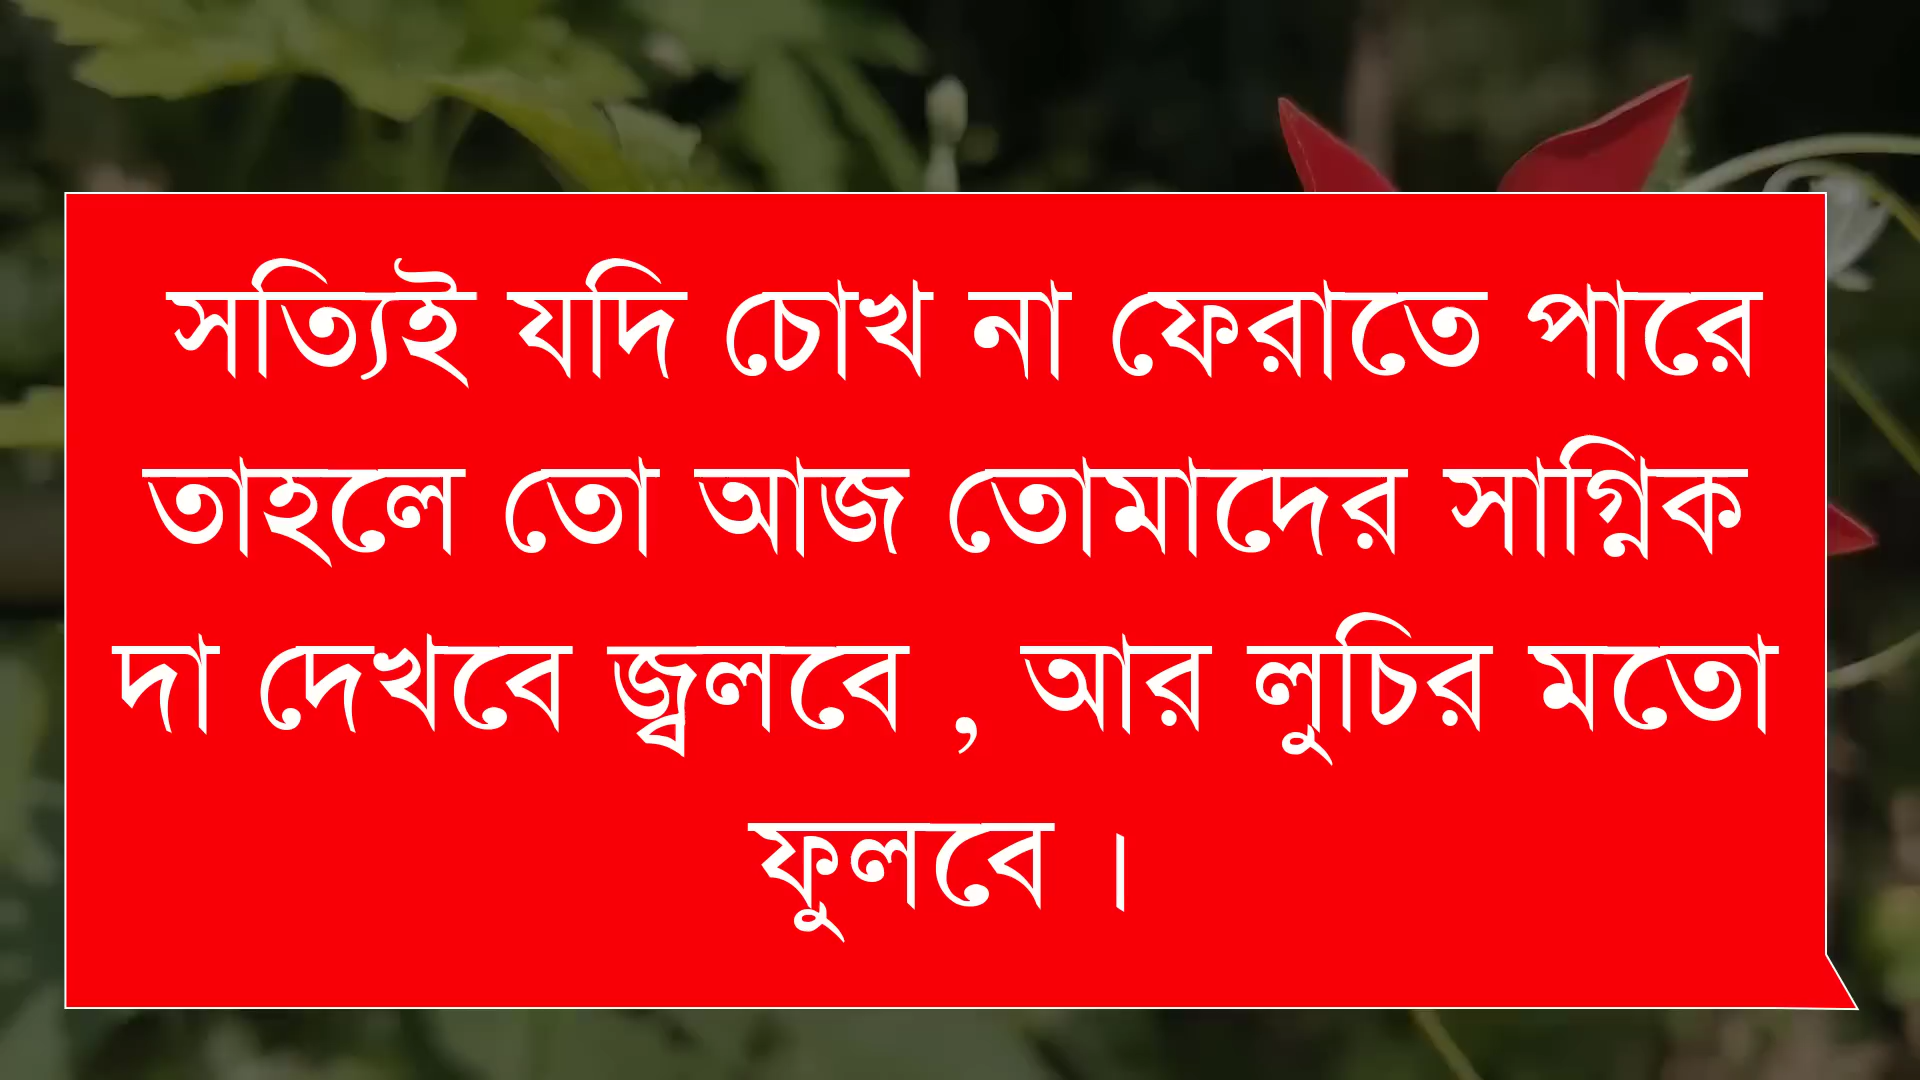 সত্যিই যদি চোখ না ফেরাতে পারে
তাহলে তো আজ তোমাদের সাগ্নিক
দা দেখবে জ্বলবে , আর লুচির মতো
ফুলবে ।